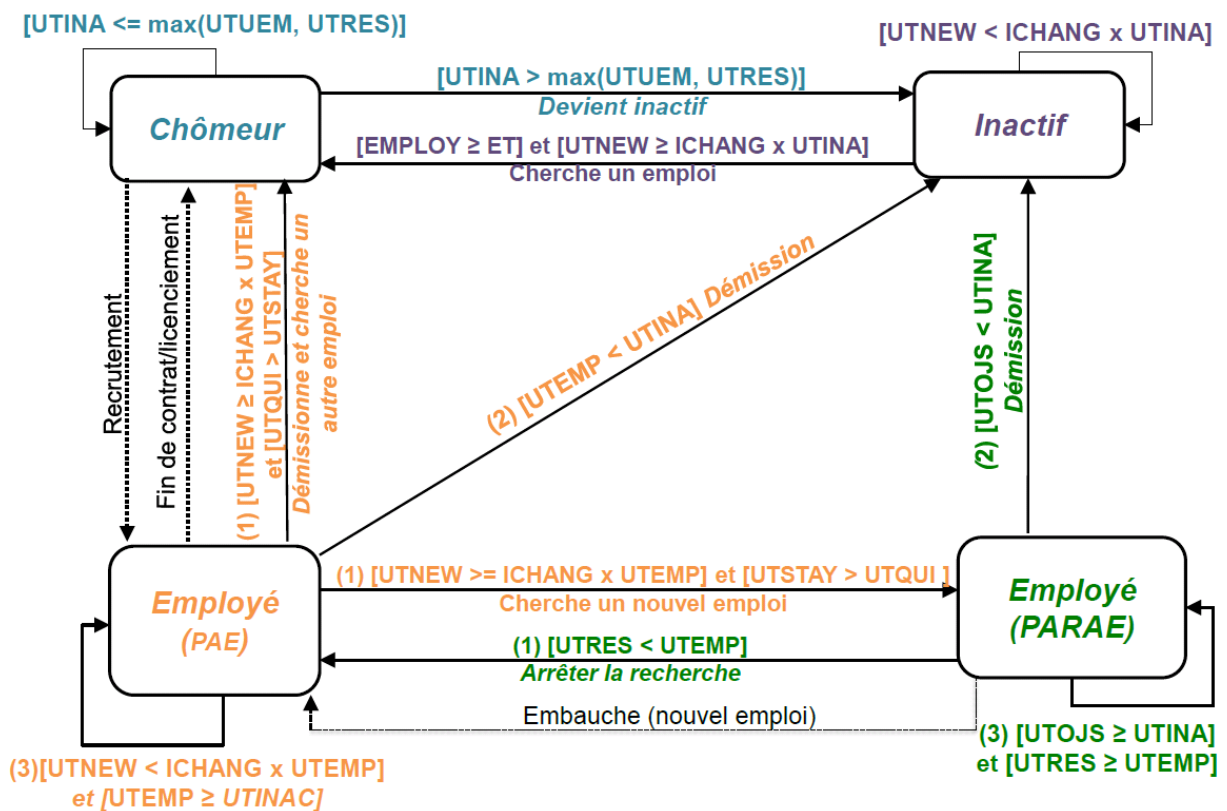 [UTINA <= max(UTUEM, UTRES)]
[UTNEW < ICHANG x UTINA]
[UTINA > max(UTUEM, UTRES)]
Devient inactif
Chômeur
Inactif
[EMPLOY ≥ ET] et [UTNEW ≥ ICHANG x UTINA]
Cherche un emploi
Recrutement
Fin de contrat/licenciement
(1) [UTNEW ≥ ICHANG x UTEMP]
et [UTQUI > UTSTAY]
Démissionne et cherche un
autre emploi
(2) [UTEMP < UTINA] Démission
(2) [UTOJS < UTINA]
Démission
(1) [UTNEW >= ICHANG x UTEMP] et [UTSTAY > UTQUI ]
Cherche un nouvel emploi
Employé
(PAE)
Employé
(PARAE)
(1) [UTRES < UTEMP]
Arrêter la recherche
Embauche (nouvel emploi)
(3)[UTNEW < ICHANG x UTEMP]
et [UTEMP ≥ UTINAC]
(3) [UTOJS ≥ UTINA]
et [UTRES ≥ UTEMP]